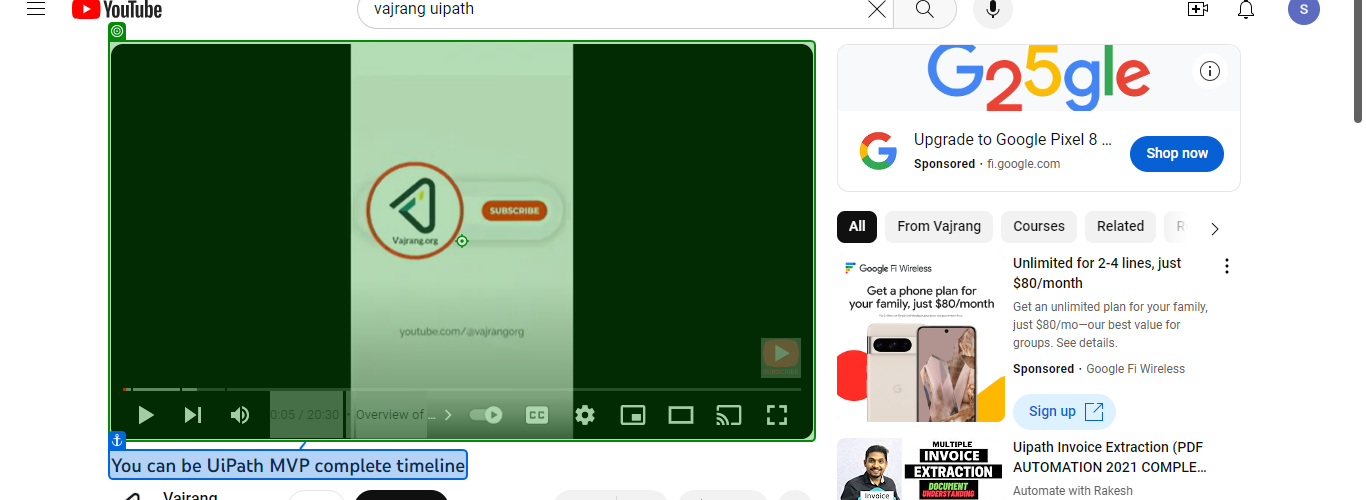 YouTube
vajrang uipath
S
G25gle
Upgrade to Google Pixel 8 ...
Sponsored · fi.google.com
Shop now
All
From Vajrang
Courses
Related
R
Vajrang.org
SUBSCRIBE
youtube.com/@vajrangorg
0:05 / 20:30 · Overview of ...
CC
You can be UiPath MVP complete timeline
Vajrang
Google Fi Wireless
Get a phone plan for
your family, just $80/month
Unlimited for 2-4 lines, just
$80/month
Get an unlimited plan for your family,
just $80/mo—our best value for
groups. See details.
Sponsored · Google Fi Wireless
Sign up
MULTIPLE
INVOICE
EXTRACTION
DOCUMENT
UNDERSTANDING
Invoice
Uipath Invoice Extraction (PDF
AUTOMATION 2021 COMPLE...
Automate with Rakesh